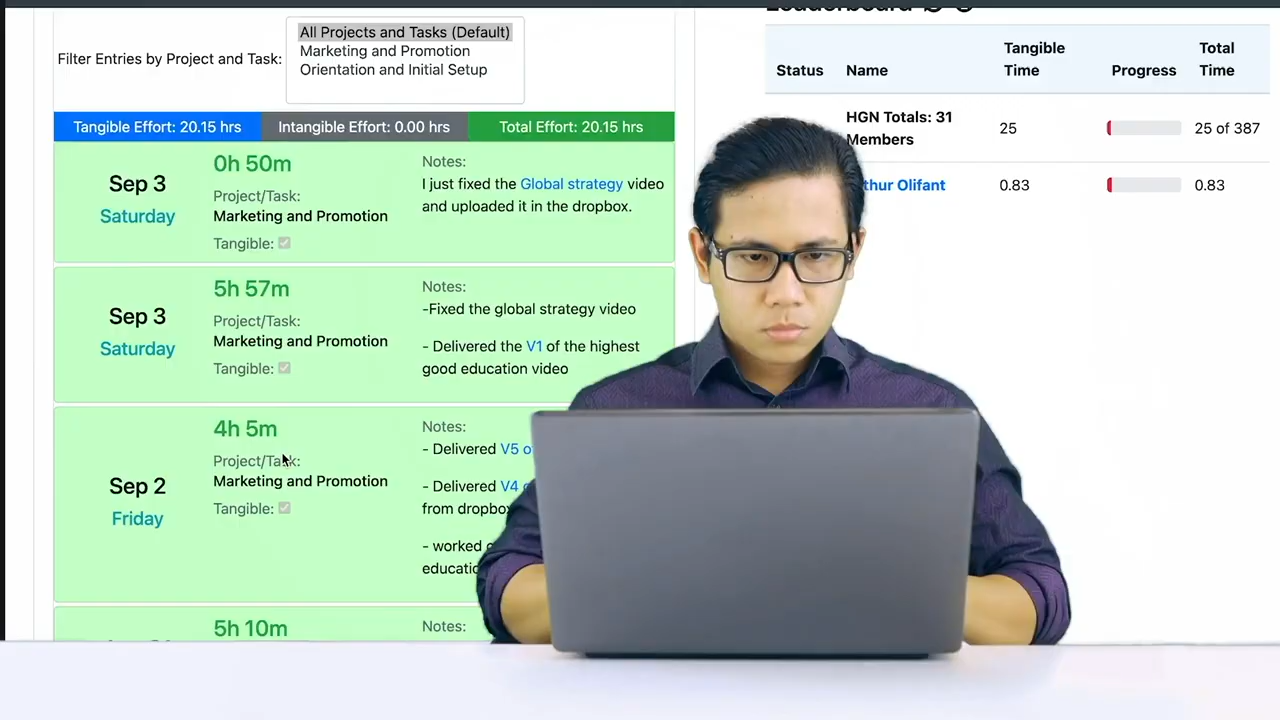 Filter Entries by Project and Task:
All Projects and Tasks (Default)
Marketing and Promotion
Orientation and Initial Setup
Tangible Effort: 20.15 hrs
Intangible Effort: 0.00 hrs
Total Effort: 20.15 hrs
Sep 3
Saturday
0h 50m
Project/Task:
Marketing and Promotion
Tangible:
Notes:
I just fixed the Global strategy video
and uploaded it in the dropbox.
Sep 3
Saturday
5h 57m
Project/Task:
Marketing and Promotion
Tangible:
Notes:
-Fixed the global strategy video
- Delivered the V1 of the highest
good education video
Sep 2
Friday
4h 5m
Project/Task:
Marketing and Promotion
Tangible:
Notes:
- Delivered V5
- Delivered V4
from
- worked
5h 10m
Notes:
Leaderboard
Status
Name
Tangible
Time
Progress
Total
Time
HGN Totals: 31
Members
25
25 of 387
Olifant
0.83
0.83